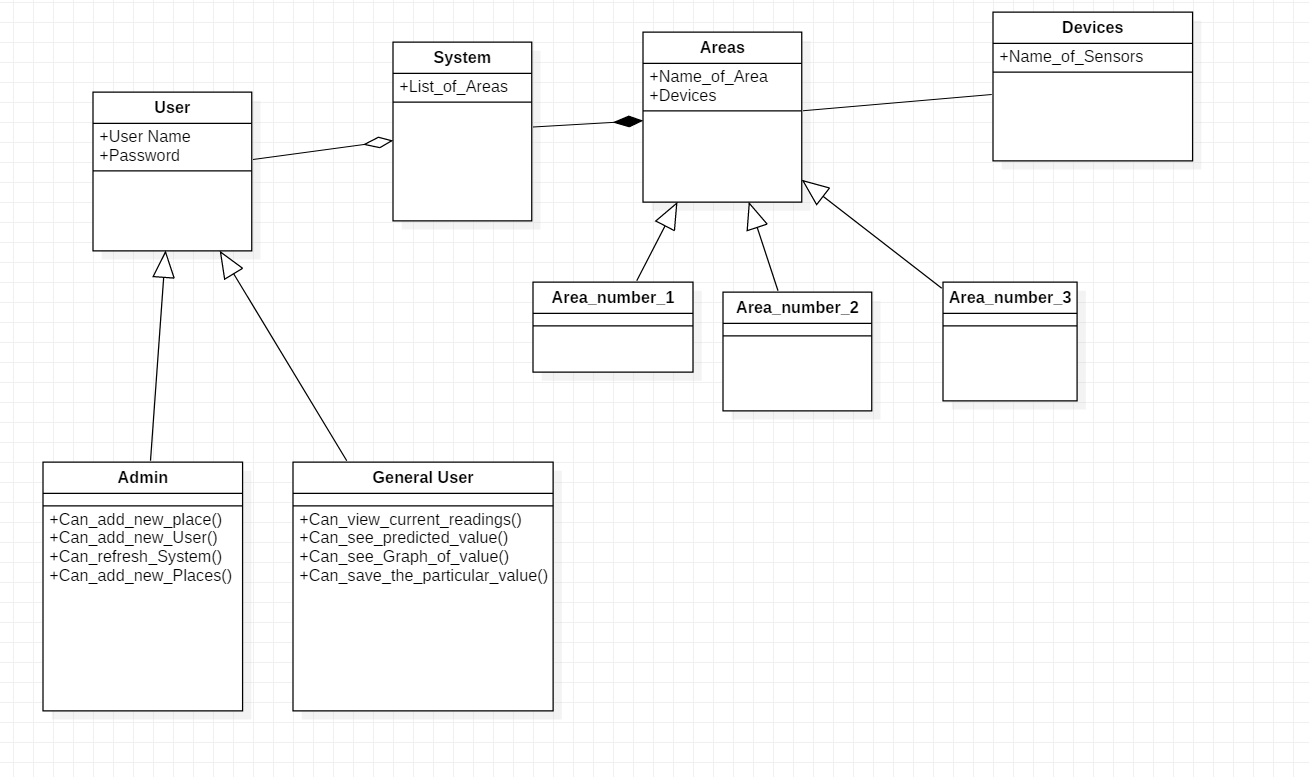 User
+User Name
+Password
System
+List_of_Areas
Areas
+Name_of_Area
+Devices
Devices
+Name_of_Sensors
Area_number_1
Area_number_2
Area_number_3
Admin
+Can_add_new_place()
+Can_add_new_User()
+Can_refresh_System()
+Can_add_new_Places()
General User
+Can_view_current_readings()
+Can_see_predicted_value()
+Can_see_Graph_of_value()
+Can_save_the_particular_value()